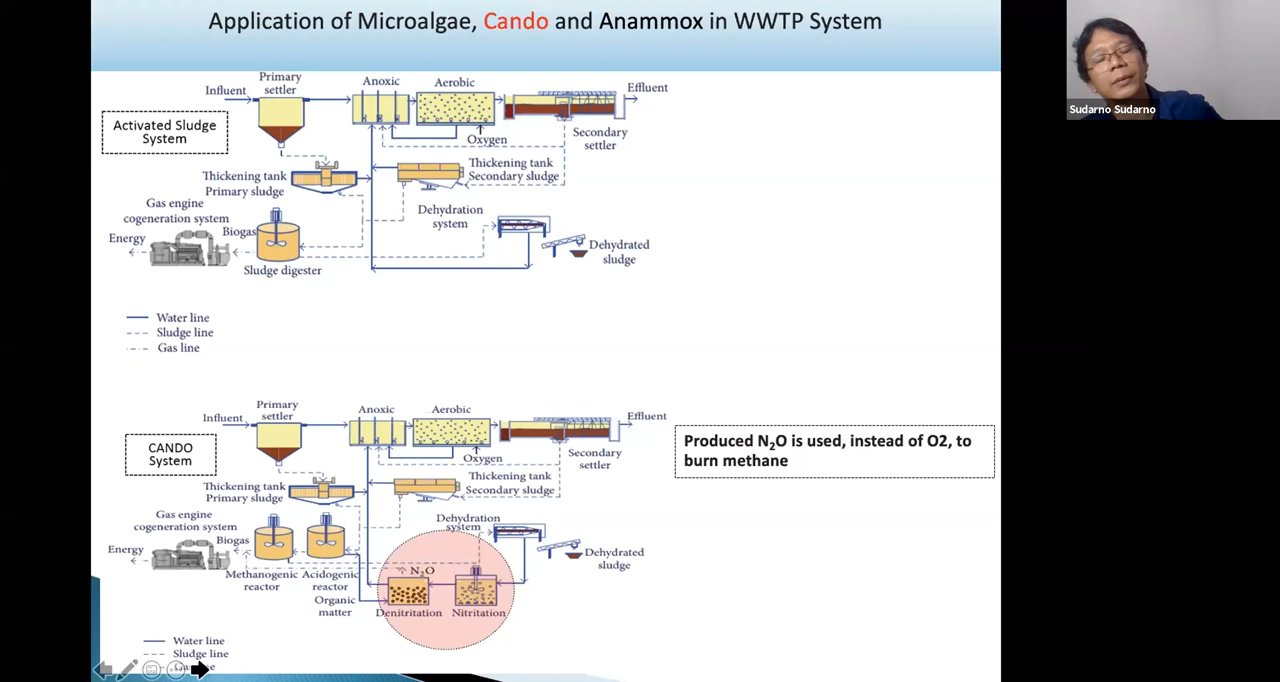 Application of Microalgae, Cando and Anammox in WWTP System
Sudarno Sudarno
Activated Sludge
System
Influent
Primary
settler
Anoxic
Aerobic
Effluent
Oxygen
Secondary
settler
Thickening tank
Primary sludge
Thickening tank
Secondary sludge
Gas engine
cogeneration system
Energy
Biogas
Sludge digester
Dehydration
system
Dehydrated
sludge
Water line
Sludge line
Gas line
CANDO
System
Influent
Primary
settler
Anoxic
Aerobic
Effluent
Oxygen
Secondary
settler
Thickening tank
Primary sludge
Thickening tank
Secondary sludge
Gas engine
cogeneration system
Energy
Biogas
Methanogenic
reactor
Acidogenic
reactor
Organic
matter
N₂O
Denitritation
Nitritation
Dehydration
system
Dehydrated
sludge
Water line
Sludge line
Produced N₂O is used, instead of O2, to
burn methane